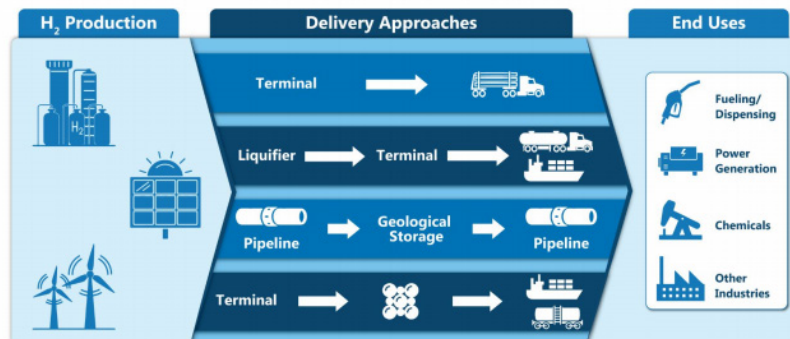 H₂ Production
Delivery Approaches
End Uses
H₂
Terminal
Liquifier
Terminal
Pipeline
Geological
Storage
Pipeline
Terminal
Fueling/
Dispensing
Power
Generation
Chemicals
Other
Industries